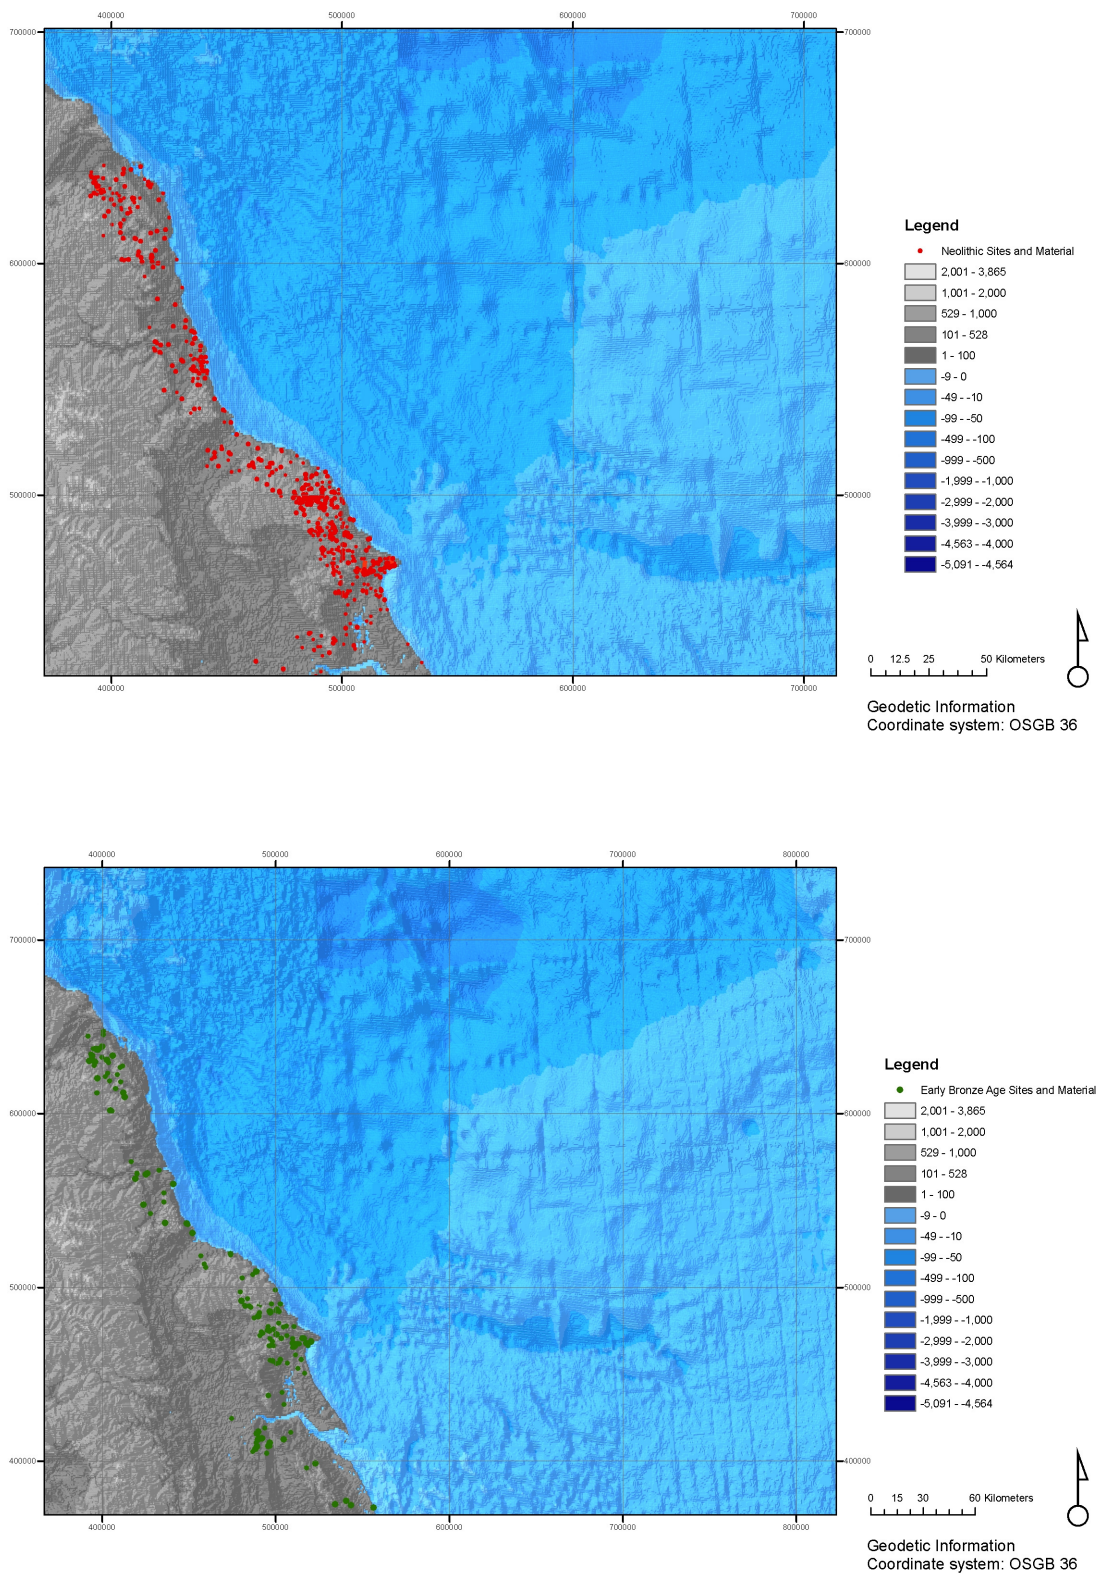 400000 500000 600000 700000
700000 700000
600000 600000
500000 500000
400000 500000 600000 700000
Legend
Neolithic Sites and Material
2,001 - 3,865
1,001 - 2,000
529 - 1,000
101 - 528
1 - 100
-9 - 0
-49 - -10
-99 - -50
-499 - -100
-999 - -500
-1,999 - -1,000
-2,999 - -2,000
-3,999 - -3,000
-4,563 - -4,000
-5,091 - -4,564
0 12.5 25 50 Kilometers
Geodetic Information
Coordinate system: OSGB 36
400000 500000 600000 700000 800000
700000 700000
600000 600000
500000 500000
400000 400000
400000 500000 600000 700000 800000
Legend
Early Bronze Age Sites and Material
2,001 - 3,865
1,001 - 2,000
529 - 1,000
101 - 528
1 - 100
-9 - 0
-49 - -10
-99 - -50
-499 - -100
-999 - -500
-1,999 - -1,000
-2,999 - -2,000
-3,999 - -3,000
-4,563 - -4,000
-5,091 - -4,564
0 15 30 60 Kilometers
Geodetic Information
Coordinate system: OSGB 36